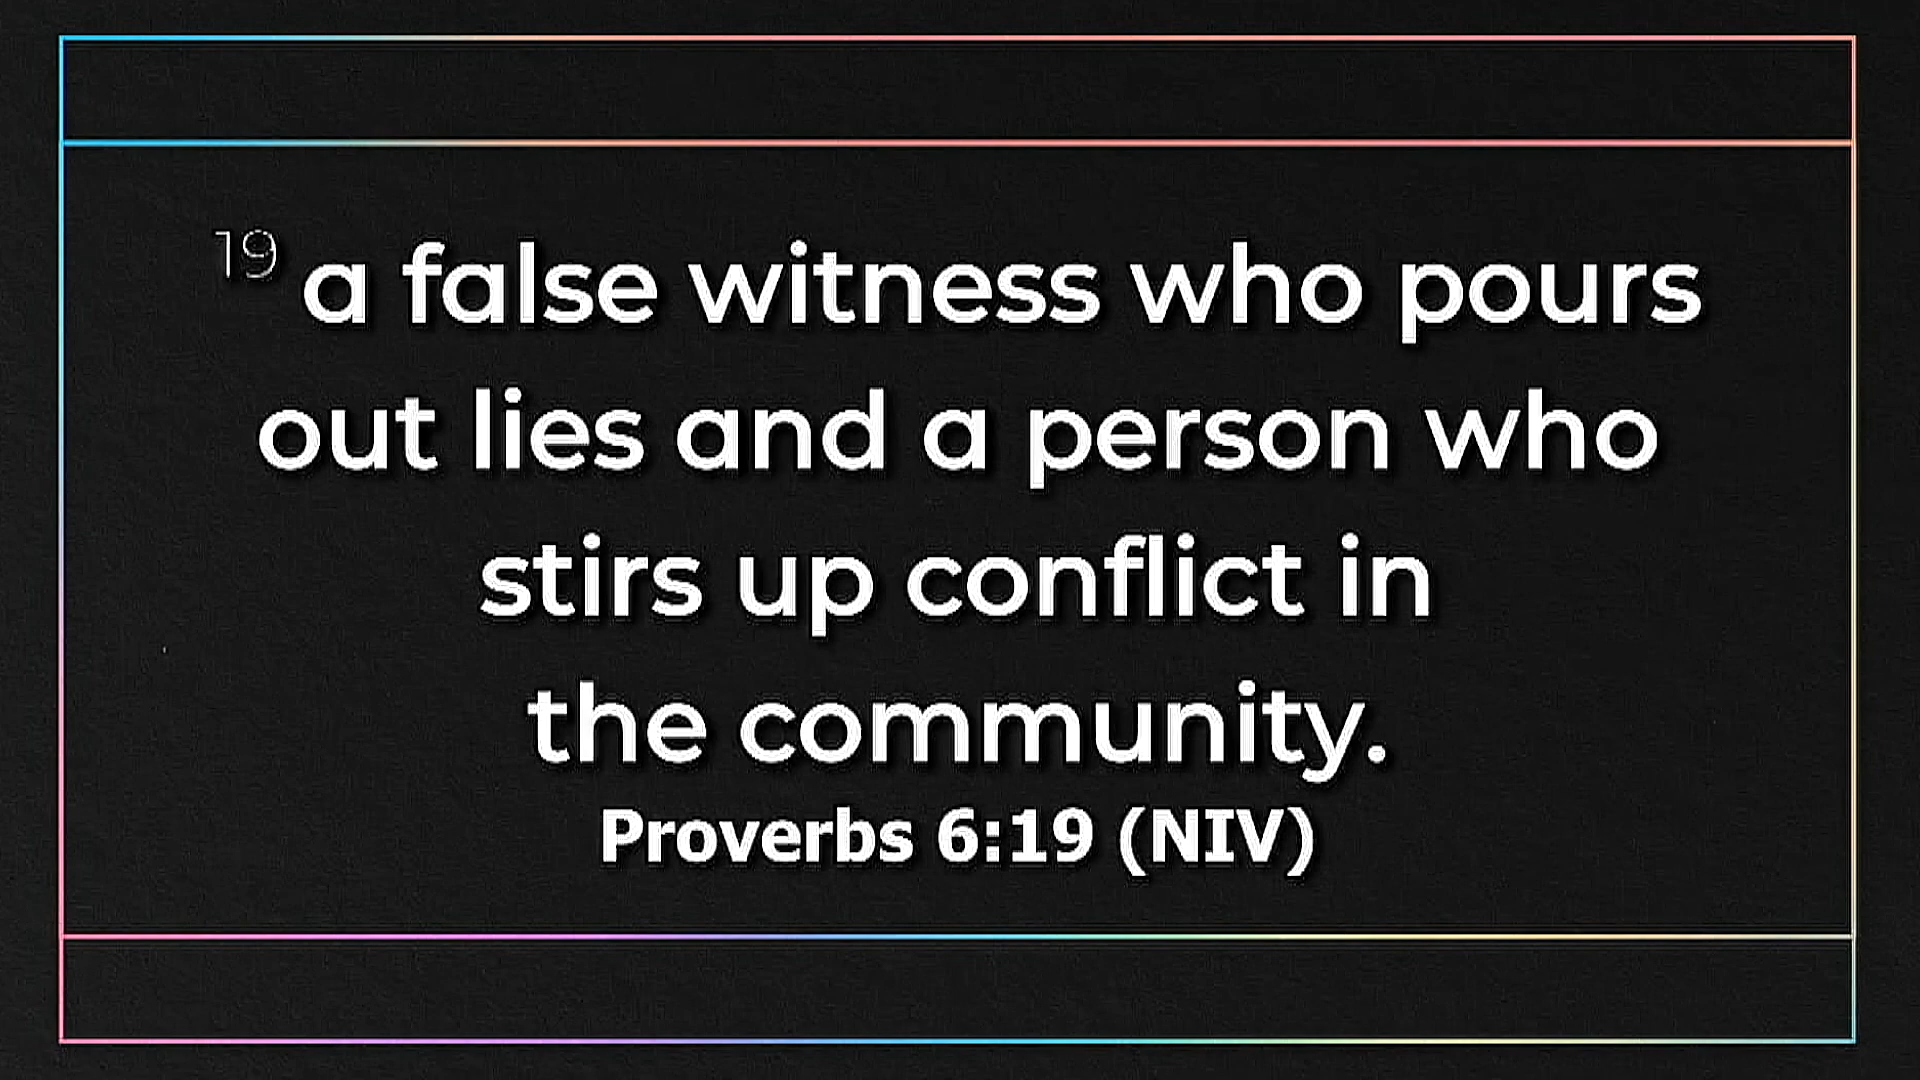 19 a false witness who pours
out lies and a person who
stirs up conflict in
the community.
Proverbs 6:19 (NIV)